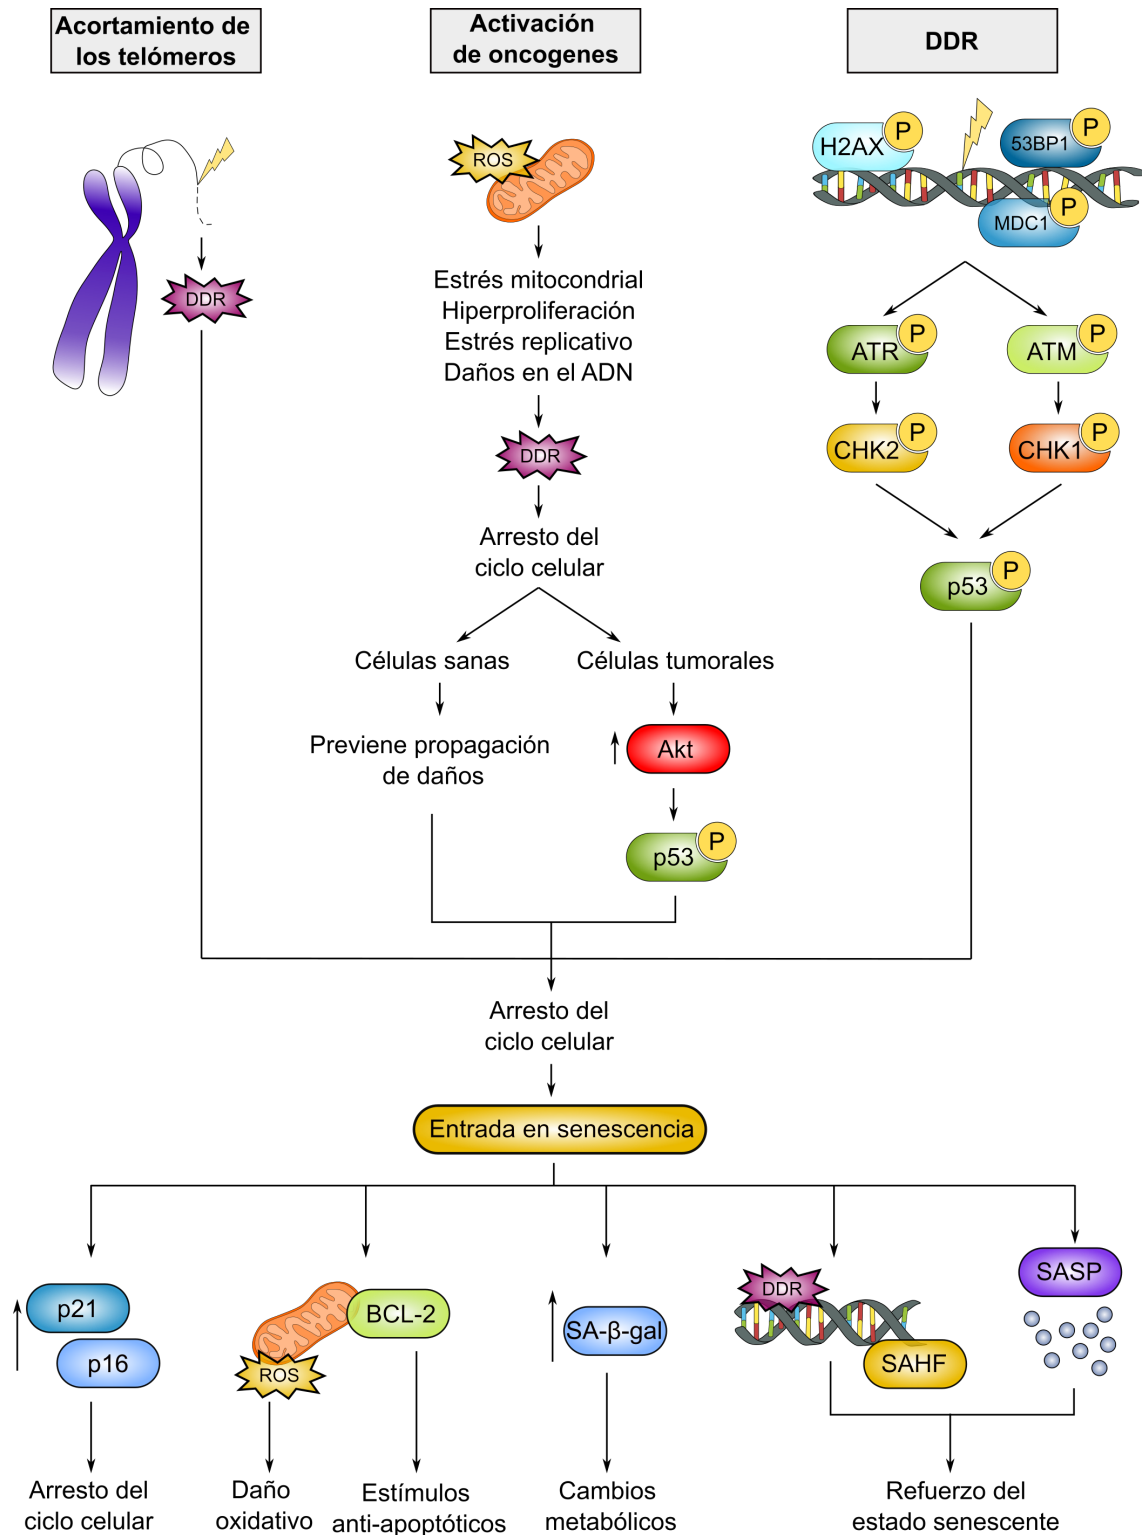 Acortamiento de
los telómeros
Activación
de oncogenes
DDR
DDR
ROS
Estrés mitocondrial
Hiperproliferación
Estrés replicativo
Daños en el ADN
DDR
Arresto del
ciclo celular
Células sanas
Células tumorales
Previene propagación
de daños
Akt
p53
P
H2AX
P
53BP1
P
MDC1
P
ATR
P
ATM
P
CHK2
P
CHK1
P
p53
P
Arresto del
ciclo celular
Entrada en senescencia
p21
p16
Arresto del
ciclo celular
BCL-2
ROS
Daño
oxidativo
Estímulos
anti-apoptóticos
SA-β-gal
Cambios
metabólicos
DDR
SAHF
SASP
Refuerzo del
estado senescente